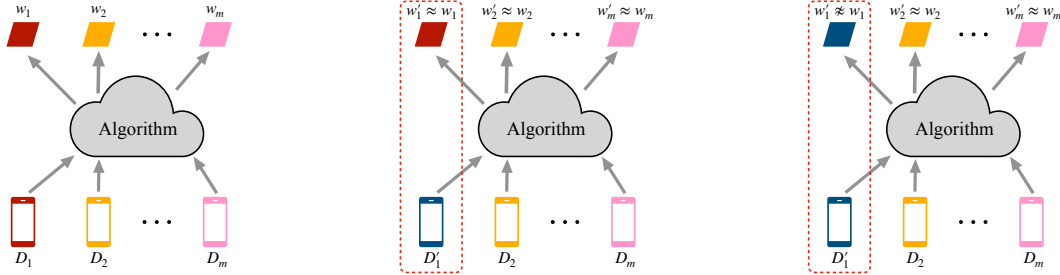 w₁ w₂ ··· wₘ
Algorithm
D₁ D₂ ··· Dₘ
w′₁ ≈ w₁ w′₂ ≈ w₂ ··· w′ₘ ≈ wₘ
Algorithm
D′₁ D₂ ··· Dₘ
w′₁ ≉ w₁ w′₂ ≈ w₂ ··· w′ₘ ≈ wₘ
Algorithm
D′₁ D₂ ··· Dₘ